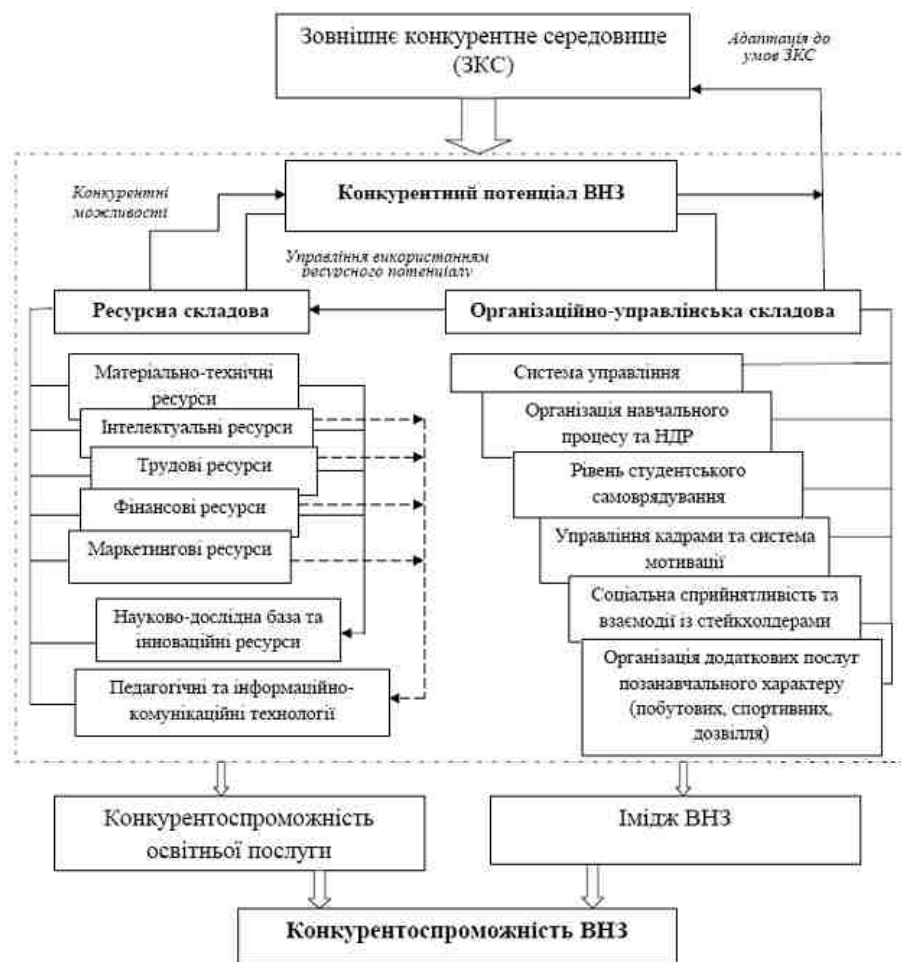 Зовнішнє конкурентне середовище
(ЗКС)
Адаптація до
умов ЗКС
Конкурентний потенціал ВНЗ
Конкурентні
можливості
Управління використанням
ресурсного потенціалу
Ресурсна складова
Організаційно-управлінська складова
Матеріально-технічні
ресурси
Інтелектуальні ресурси
Трудові ресурси
Фінансові ресурси
Маркетингові ресурси
Науково-дослідна база та
інноваційні ресурси
Педагогічні та інформаційно-
комунікаційні технології
Система управління
Організація навчального
процесу та НДР
Рівень студентського
самоврядування
Управління кадрами та система
мотивації
Соціальна сприйнятливість та
взаємодії із стейкхолдерами
Організація додаткових послуг
позанавчального характеру
(побутових, спортивних,
дозвілля)
Конкурентоспроможність
освітньої послуги
Імідж ВНЗ
Конкурентоспроможність ВНЗ